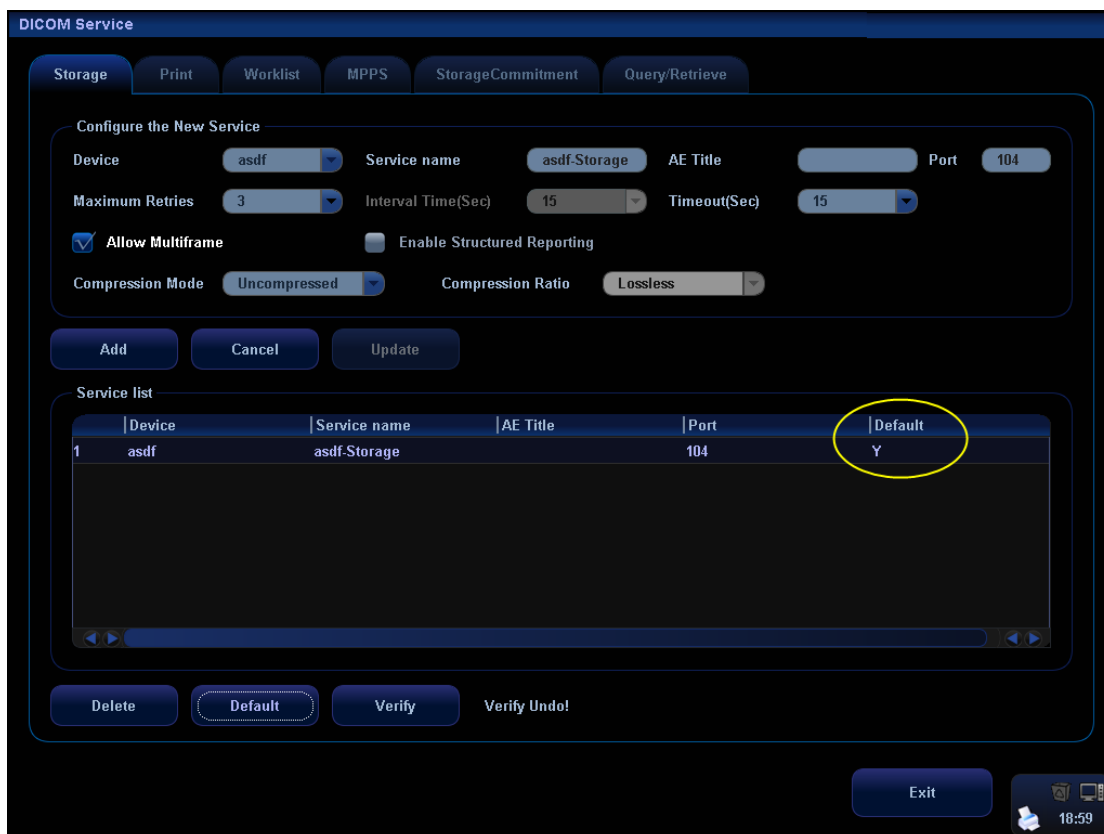 DICOM Service
Storage Print Worklist MPPS StorageCommitment Query/Retrieve
Configure the New Service
Device asdf Service name asdf-Storage AE Title Port 104
Maximum Retries 3 Interval Time(Sec) 15 Timeout(Sec) 15
Allow Multiframe Enable Structured Reporting
Compression Mode Uncompressed Compression Ratio Lossless
Add Cancel Update
Service list
Device Service name AE Title Port Default
1 asdf asdf-Storage 104 Y
Delete Default Verify Verify Undo!
Exit
18:59